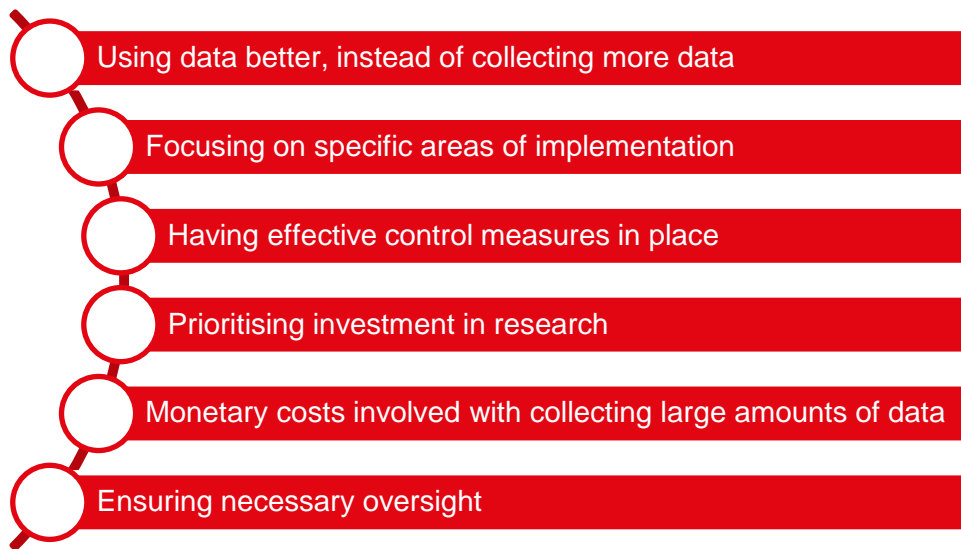 Using data better, instead of collecting more data
Focusing on specific areas of implementation
Having effective control measures in place
Prioritising investment in research
Monetary costs involved with collecting large amounts of data
Ensuring necessary oversight